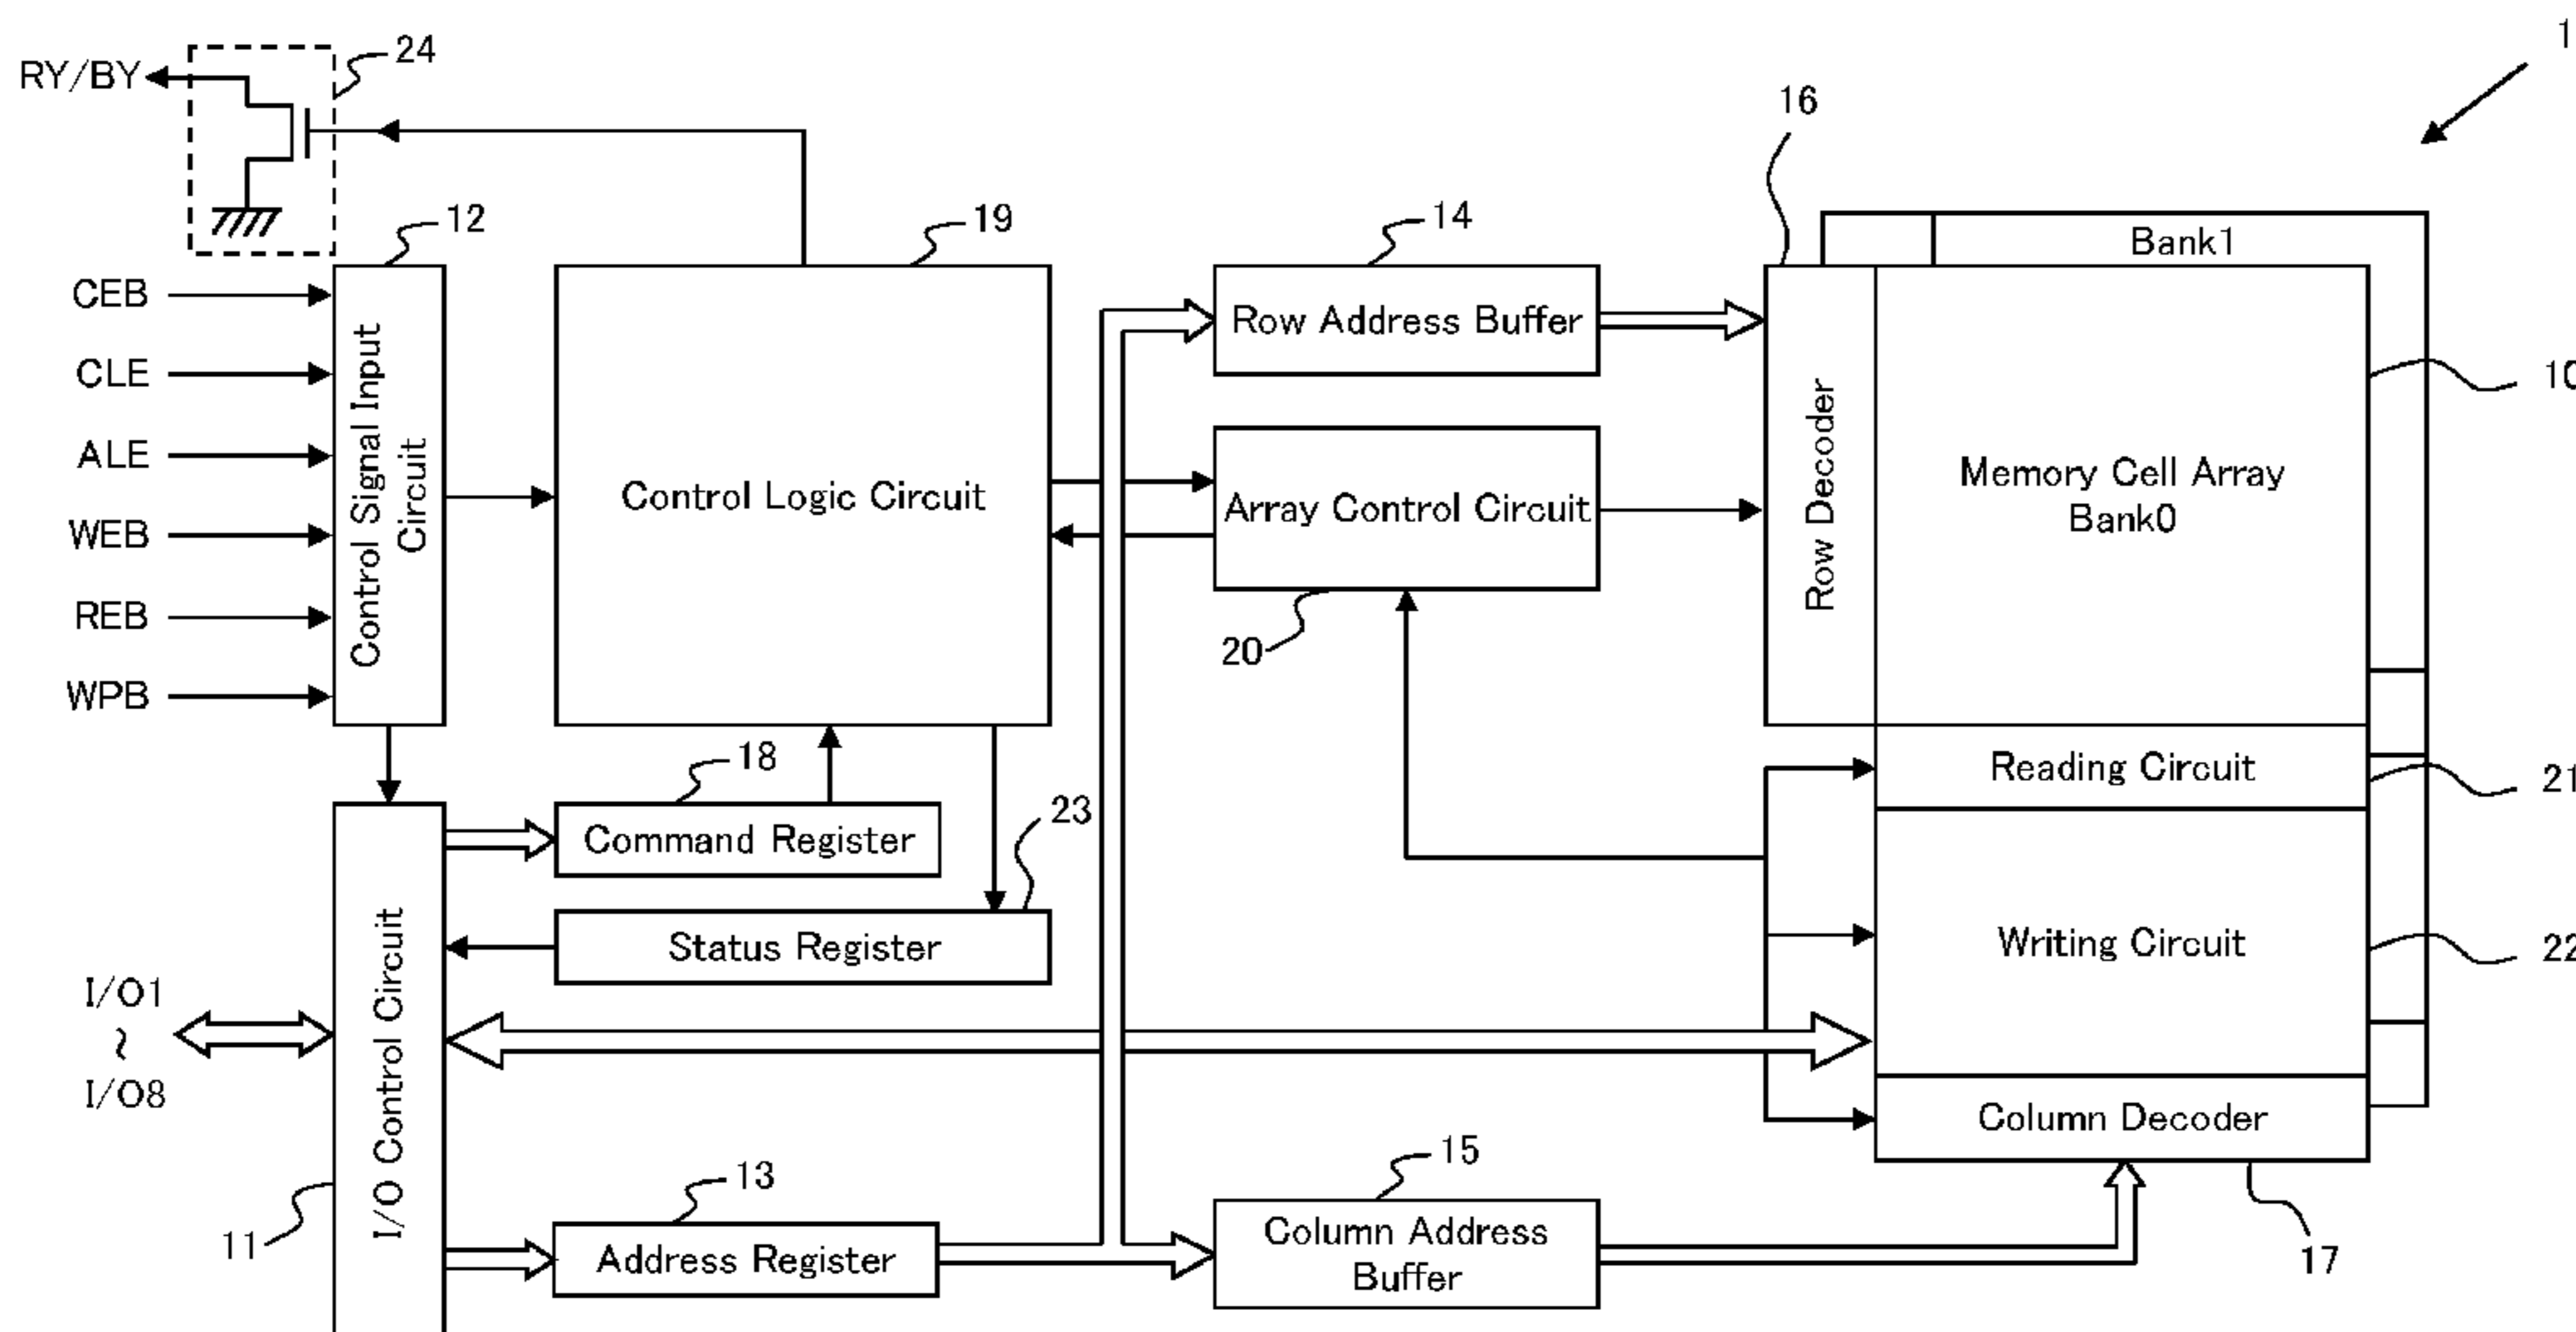 1
24
RY/BY
16
12
19
14
Bank1
CEB
CLE
ALE
WEB
REB
WPB
Control Signal Input
Circuit
Control Logic Circuit
Row Address Buffer
Array Control Circuit
20
Row Decoder
Memory Cell Array
Bank0
10
18
Command Register
23
Status Register
Reading Circuit
21
Writing Circuit
22
I/O1
~
I/O8
I/O Control Circuit
11
13
Address Register
15
Column Address
Buffer
Column Decoder
17